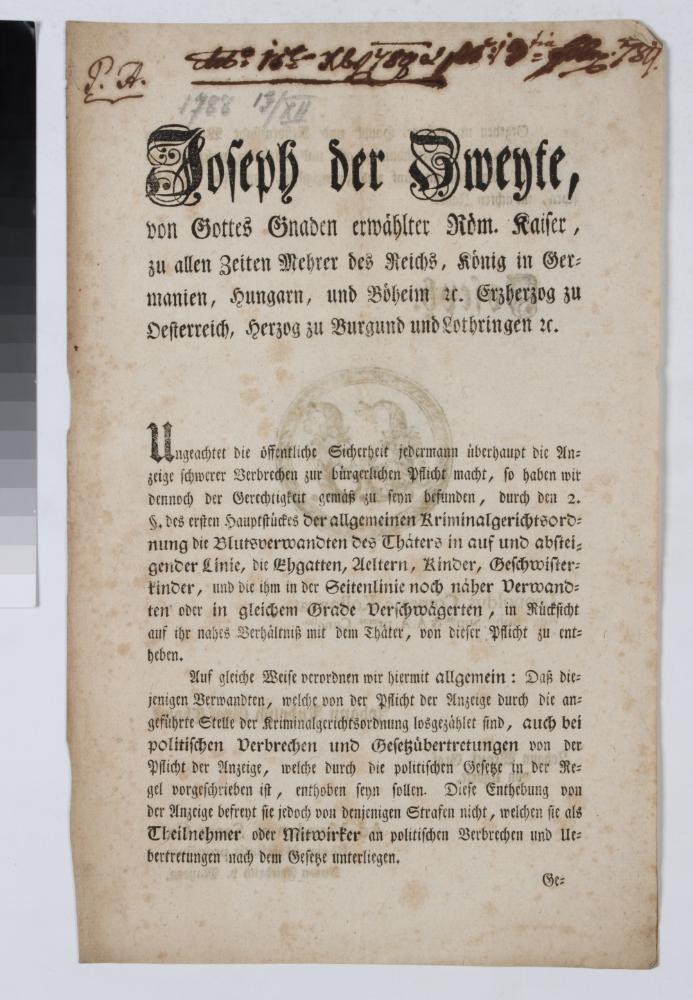 P. A.
1788 13/XII
Joseph der Zweyte,
von Gottes Gnaden erwählter Röm. Kaiser,
zu allen Zeiten Mehrer des Reichs, König in Ger=
manien, Hungarn, und Böheim ꝛc. Erzherzog zu
Oesterreich, Herzog zu Burgund und Lothringen ꝛc.
Ungeachtet die öffentliche Sicherheit jedermann überhaupt die An=
zeige schwerer Verbrechen zur bürgerlichen Pflicht macht, so haben wir
dennoch der Gerechtigkeit gemäß zu seyn befunden, durch den 2.
§. des ersten Hauptstückes der allgemeinen Kriminalgerichtsord=
nung die Blutsverwandten des Thäters in auf und abstei=
gender Linie, die Ehgatten, Aeltern, Kinder, Geschwister=
kinder, und die ihm in der Seitenlinie noch näher Verwand=
ten oder in gleichem Grade Verschwägerten, in Rücksicht
auf ihr nahes Verhältniß mit dem Thäter, von dieser Pflicht zu ent=
heben.
Auf gleiche Weise verordnen wir hiermit allgemein: Daß die=
jenigen Verwandten, welche von der Pflicht der Anzeige durch die an=
geführte Stelle der Kriminalgerichtsordnung losgezählet sind, auch bei
politischen Verbrechen und Gesetzübertretungen von der
Pflicht der Anzeige, welche durch die politischen Gesetze in der Re=
gel vorgeschrieben ist, enthoben seyn sollen. Diese Enthebung von
der Anzeige befreyt sie jedoch von denjenigen Strafen nicht, welchen sie als
Theilnehmer oder Mitwirker an politischen Verbrechen und Ue=
bertretungen nach dem Gesetze unterliegen.
Ge=